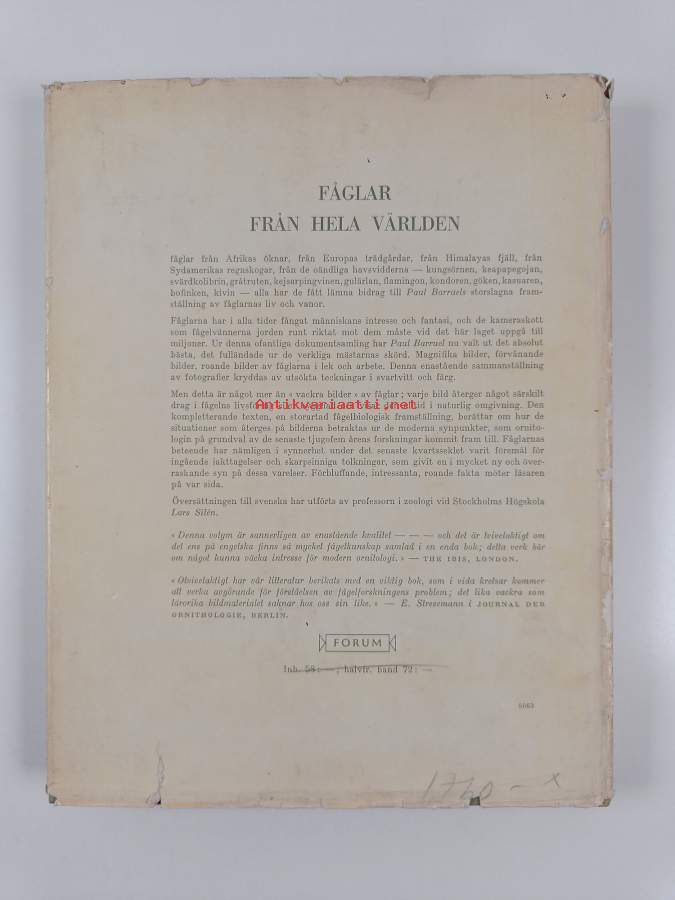 FÅGLAR
FRÅN HELA VÄRLDEN
fåglar från Afrikas öknar, från Europas trädgårdar, från Himalayas fjäll, från
Sydamerikas regnskogar, från de oändliga havsvidderna — kungsörnen, keapapegojan,
svärdkolibrin, gråtruten, kejsarpingvinen, gulärlan, flamingon, kondoren, göken, kasuaren,
bofinken, kivin — alla har de fått lämna bidrag till Paul Barruels storslagna fram-
ställning av fåglarnas liv och vanor.
Fåglarna har i alla tider fångat människans intresse och fantasi, och de kameraskott
som fågelvännerna jorden runt riktat mot dem måste vid det här laget uppgå till
miljoner. Ur denna ofantliga dokumentsamling har Paul Barruel nu valt ut det absolut
bästa, det fulländade ur de verkliga mästarnas skörd. Magnifika bilder, förvånande
bilder, roande bilder av fåglarna i lek och arbete. Denna enastående sammanställning
av fotografier kryddas av utsökta teckningar i svartvitt och färg.
Men detta är något mer än « vackra bilder » av fåglar; varje bild återger något särskilt
drag i fågelns livsföring alltid i naturlig omgivning. Den
Antikvariaatti.net
kompletterande texten, en storartad fågelbiologisk framställning, berättar om hur de
situationer som återges på bilderna betraktas ur de moderna synpunkter, som ornito-
login på grundval av de senaste tjugofem årens forskningar kommit fram till. Fåglarnas
beteende har nämligen i synnerhet under det senaste kvartsseklet varit föremål för
ingående iakttagelser och skarpsinniga tolkningar, som givit en i mycket ny och över-
raskande syn på dessa varelser. Förbluffande, intressanta, roande fakta möter läsaren
på var sida.
Översättningen till svenska har utförts av professorn i zoologi vid Stockholms Högskola
Lars Silén.
« Denna volym är sannerligen av enastående kvalitet — — — och det är tvivelaktigt om
det ens på engelska finns så mycket fågelkunskap samlad i en enda bok; detta verk bör
om något kunna väcka intresse för modern ornitologi. » — THE IBIS, LONDON.
« Otvivelaktigt har vår litteratur berikats med en viktig bok, som i vida kretsar kommer
att verka avgörande för förståelsen av fågelforskningens problem; det lika vackra som
lärorika bildmaterialet saknar hos oss sin like. » — E. Stresemann i JOURNAL DER
ORNITHOLOGIE, BERLIN.
FORUM
Inb. 58: —, halvfr. band 72: —
1740 - x